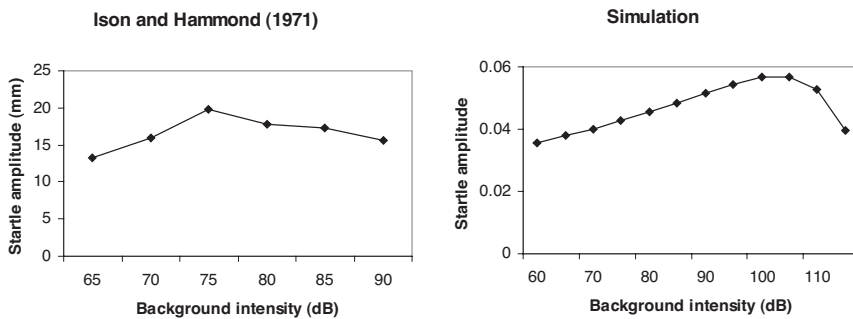 Ison and Hammond (1971)
25
20
15
10
5
0
Startle amplitude (mm)
65 70 75 80 85 90
Background intensity (dB)
Simulation
0.06
0.04
0.02
0
Startle amplitude
60 70 80 90 100 110
Background intensity (dB)